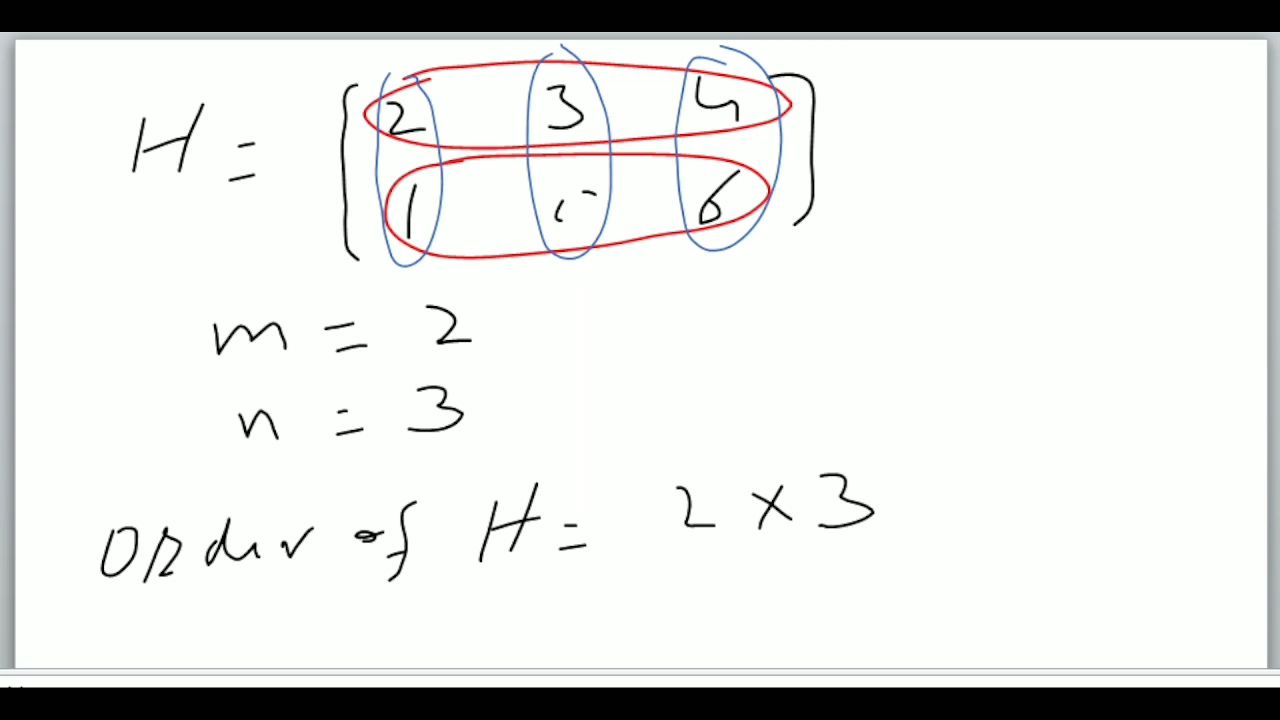 H = [ 2 3 4 ]
[ 1 6 ]
m = 2
n = 3
Order of H = 2 × 3